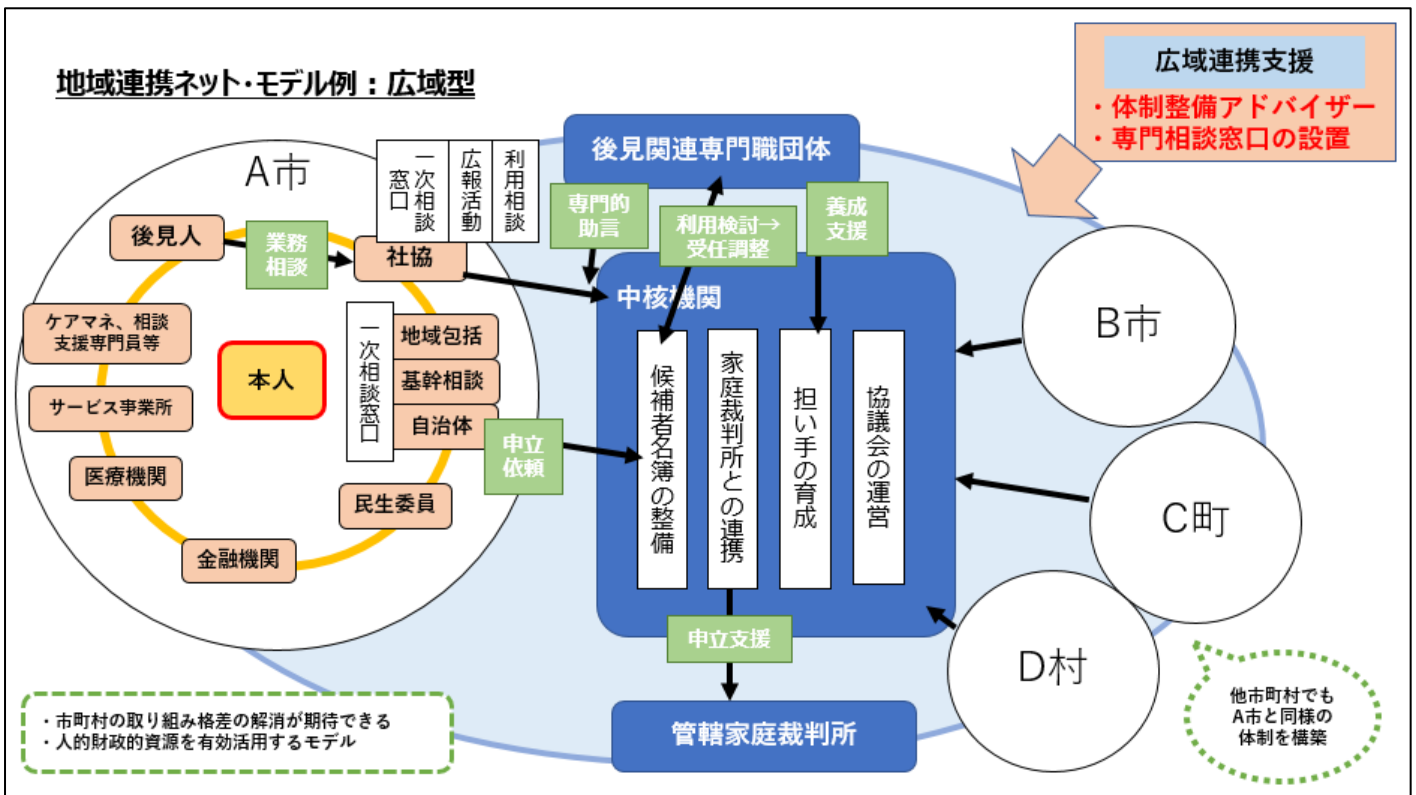 地域連携ネット・モデル例：広域型
広域連携支援
・体制整備アドバイザー
・専門相談窓口の設置
A市
一次相談
窓口
広報活動
利用相談
後見人
業務
相談
社協
ケアマネ、相談
支援専門員等
サービス事業所
医療機関
金融機関
民生委員
本人
一次相談窓口
地域包括
基幹相談
自治体
申立
依頼
後見関連専門職団体
専門的
助言
利用検討→
受任調整
養成
支援
中核機関
候補者名簿の整備
家庭裁判所との連携
担い手の育成
協議会の運営
申立支援
管轄家庭裁判所
B市
C町
D村
他市町村でも
A市と同様の
体制を構築
・市町村の取り組み格差の解消が期待できる
・人的財政的資源を有効活用するモデル